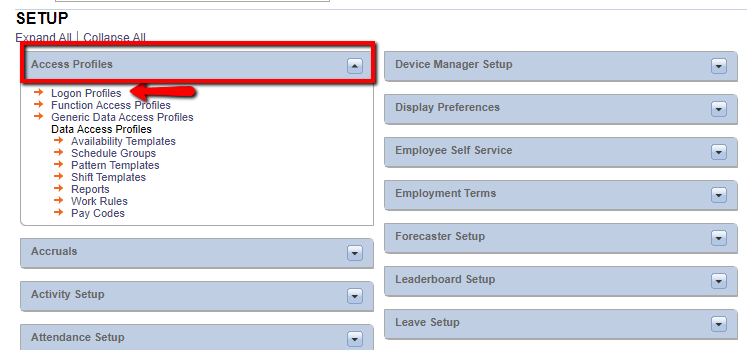 SETUP
Expand All | Collapse All
Access Profiles
Logon Profiles
Function Access Profiles
Generic Data Access Profiles
Data Access Profiles
Availability Templates
Schedule Groups
Pattern Templates
Shift Templates
Reports
Work Rules
Pay Codes
Accruals
Activity Setup
Attendance Setup
Device Manager Setup
Display Preferences
Employee Self Service
Employment Terms
Forecaster Setup
Leaderboard Setup
Leave Setup